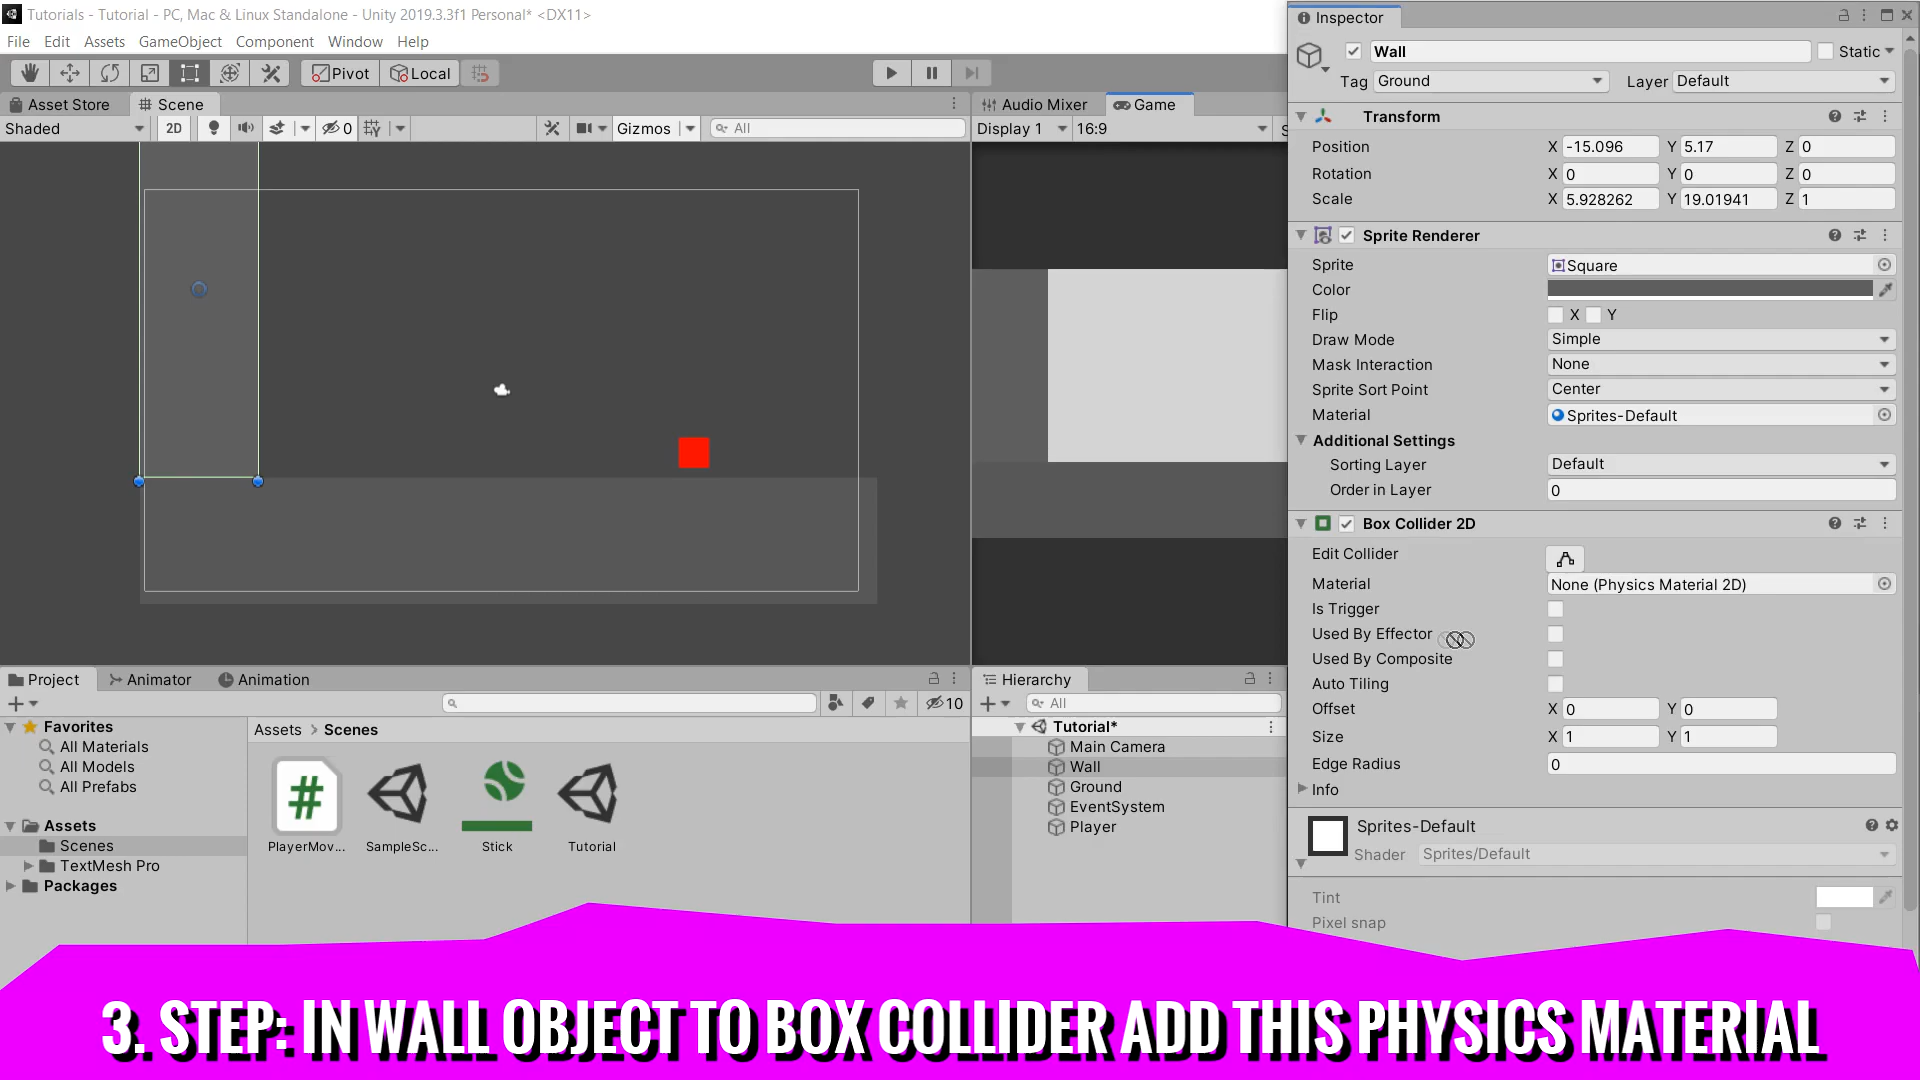 Tutorials - Tutorial - PC, Mac & Linux Standalone - Unity 2019.3.3f1 Personal* <DX11>
File Edit Assets GameObject Component Window Help
Pivot Local
Asset Store Scene
Shaded 2D 0 Gizmos All
Audio Mixer Game
Display 1 16:9
Inspector
Wall Static
Tag Ground Layer Default
Transform
Position X -15.096 Y 5.17 Z 0
Rotation X 0 Y 0 Z 0
Scale X 5.928262 Y 19.01941 Z 1
Sprite Renderer
Sprite Square
Color
Flip X Y
Draw Mode Simple
Mask Interaction None
Sprite Sort Point Center
Material Sprites-Default
Additional Settings
Sorting Layer Default
Order in Layer 0
Box Collider 2D
Edit Collider
Material None (Physics Material 2D)
Is Trigger
Used By Effector
Used By Composite
Auto Tiling
Offset X 0 Y 0
Size X 1 Y 1
Edge Radius 0
Info
Sprites-Default
Shader Sprites/Default
Tint
Pixel snap
Project Animator Animation
10
Favorites
All Materials
All Models
All Prefabs
Assets
Scenes
TextMesh Pro
Packages
Assets > Scenes
PlayerMov... SampleSc... Stick Tutorial
Hierarchy
All
Tutorial*
Main Camera
Wall
Ground
EventSystem
Player
3. STEP: IN WALL OBJECT TO BOX COLLIDER ADD THIS PHYSICS MATERIAL